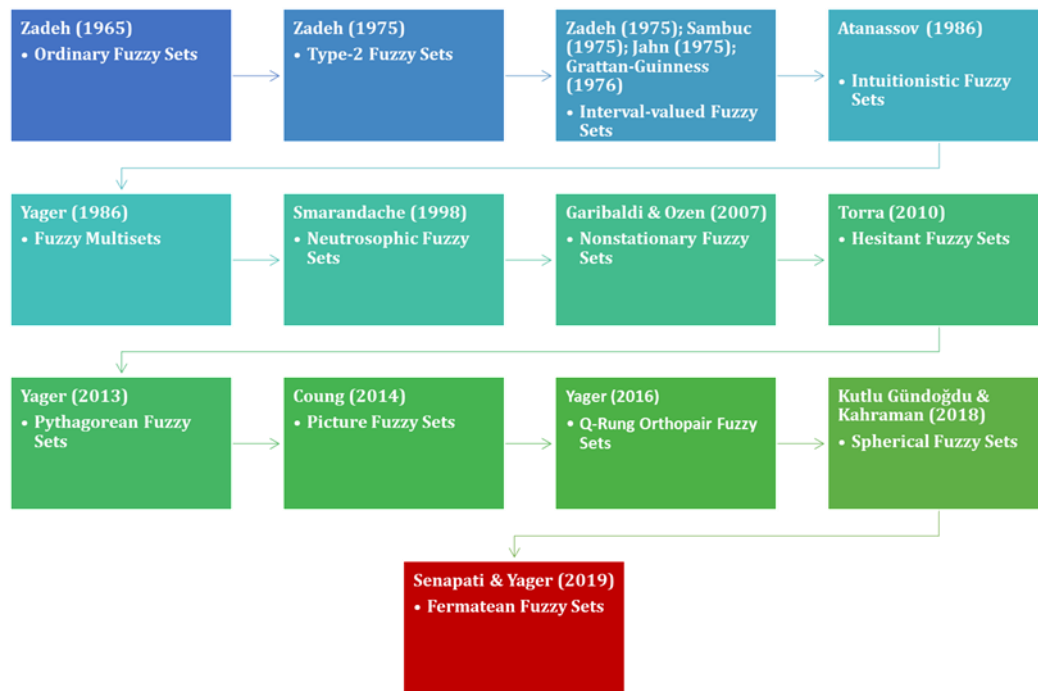 Zadeh (1965)
• Ordinary Fuzzy Sets
Zadeh (1975)
• Type-2 Fuzzy Sets
Zadeh (1975); Sambuc
(1975); Jahn (1975);
Grattan-Guinness
(1976)
• Interval-valued Fuzzy
Sets
Atanassov (1986)
• Intuitionistic Fuzzy
Sets
Yager (1986)
• Fuzzy Multisets
Smarandache (1998)
• Neutrosophic Fuzzy
Sets
Garibaldi & Ozen (2007)
• Nonstationary Fuzzy
Sets
Torra (2010)
• Hesitant Fuzzy Sets
Yager (2013)
• Pythagorean Fuzzy
Sets
Coung (2014)
• Picture Fuzzy Sets
Yager (2016)
• Q-Rung Orthopair Fuzzy
Sets
Kutlu Gündoğdu &
Kahraman (2018)
• Spherical Fuzzy Sets
Senapati & Yager (2019)
• Fermatean Fuzzy Sets